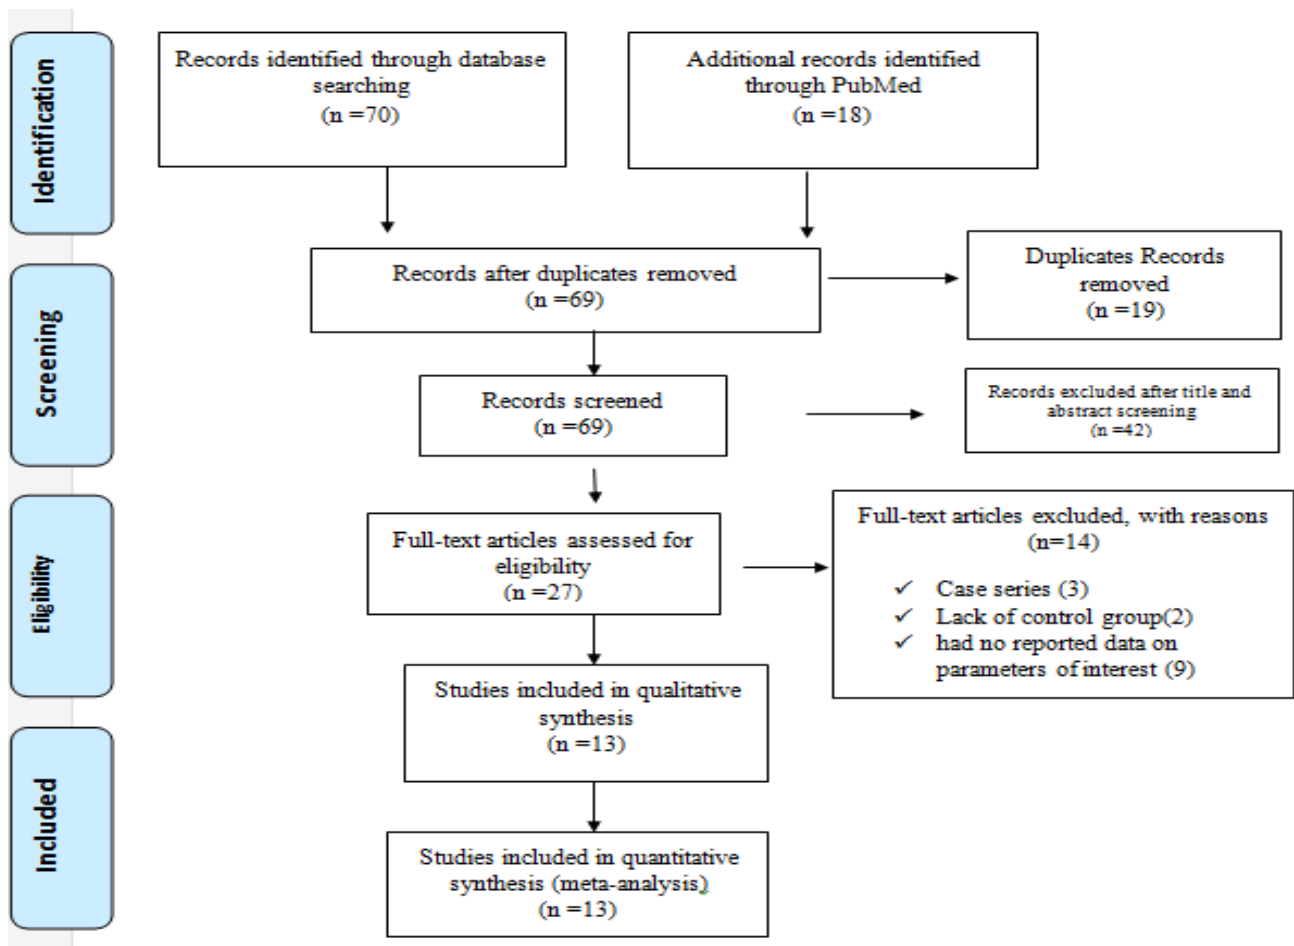 Identification
Records identified through database
searching
(n =70)
Additional records identified
through PubMed
(n =18)
Screening
Records after duplicates removed
(n =69)
Duplicates Records
removed
(n =19)
Records screened
(n =69)
Records excluded after title and
abstract screening
(n =42)
Eligibility
Full-text articles assessed for
eligibility
(n =27)
Full-text articles excluded, with reasons
(n=14)
✓ Case series (3)
✓ Lack of control group(2)
✓ had no reported data on
parameters of interest (9)
Studies included in qualitative
synthesis
(n =13)
Included
Studies included in quantitative
synthesis (meta-analysis)
(n =13)